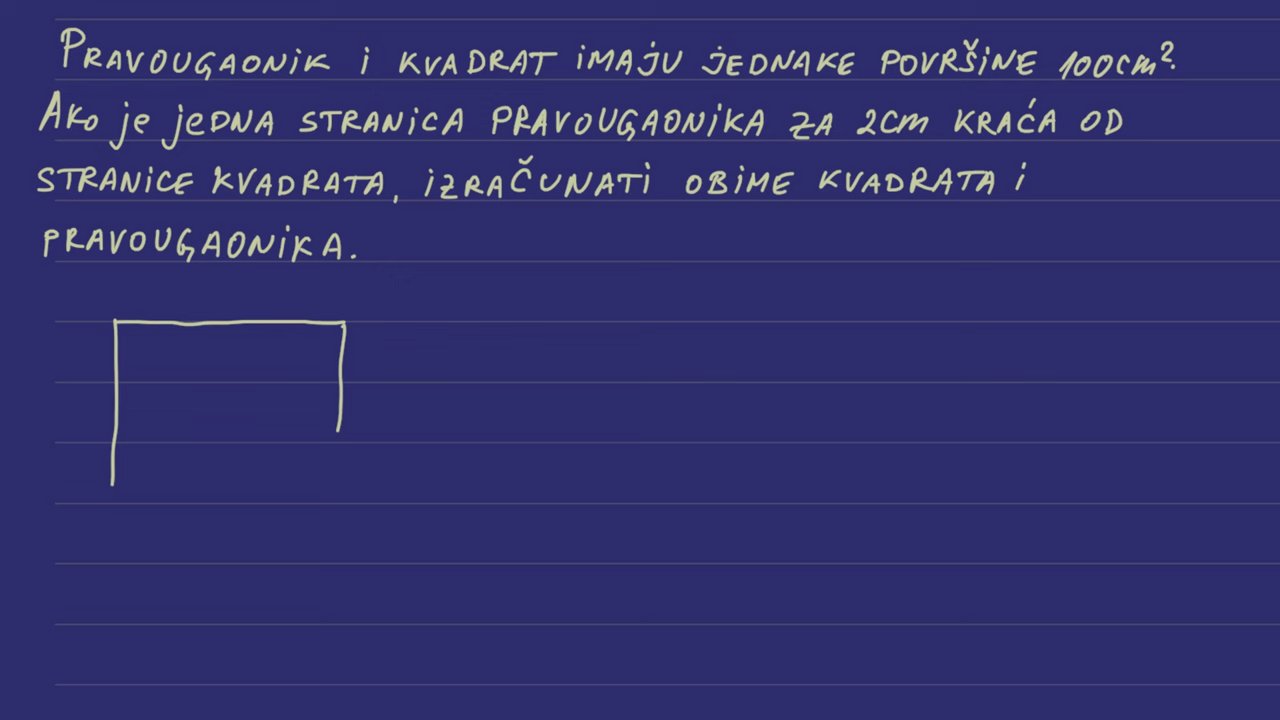 PRAVOUGAONIK i KVADRAT iMAJU JEDNAKE POVRŠiNE 100cm².
AKo je jEDNA STRANiCA PRAVOUGAONiKA ZA 2cm KRAĆA OD
STRANiCE KVADRATA, iZRAČUNATi OBiME KVADRATA i
PRAVOUGAONiKA.